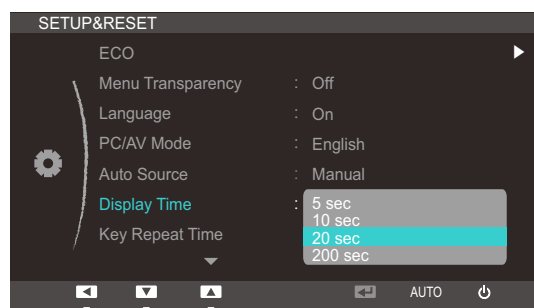 SETUP&RESET
ECO
Menu Transparency : Off
Language : On
PC/AV Mode : English
Auto Source : Manual
Display Time : 5 sec
10 sec
20 sec
Key Repeat Time
200 sec
AUTO